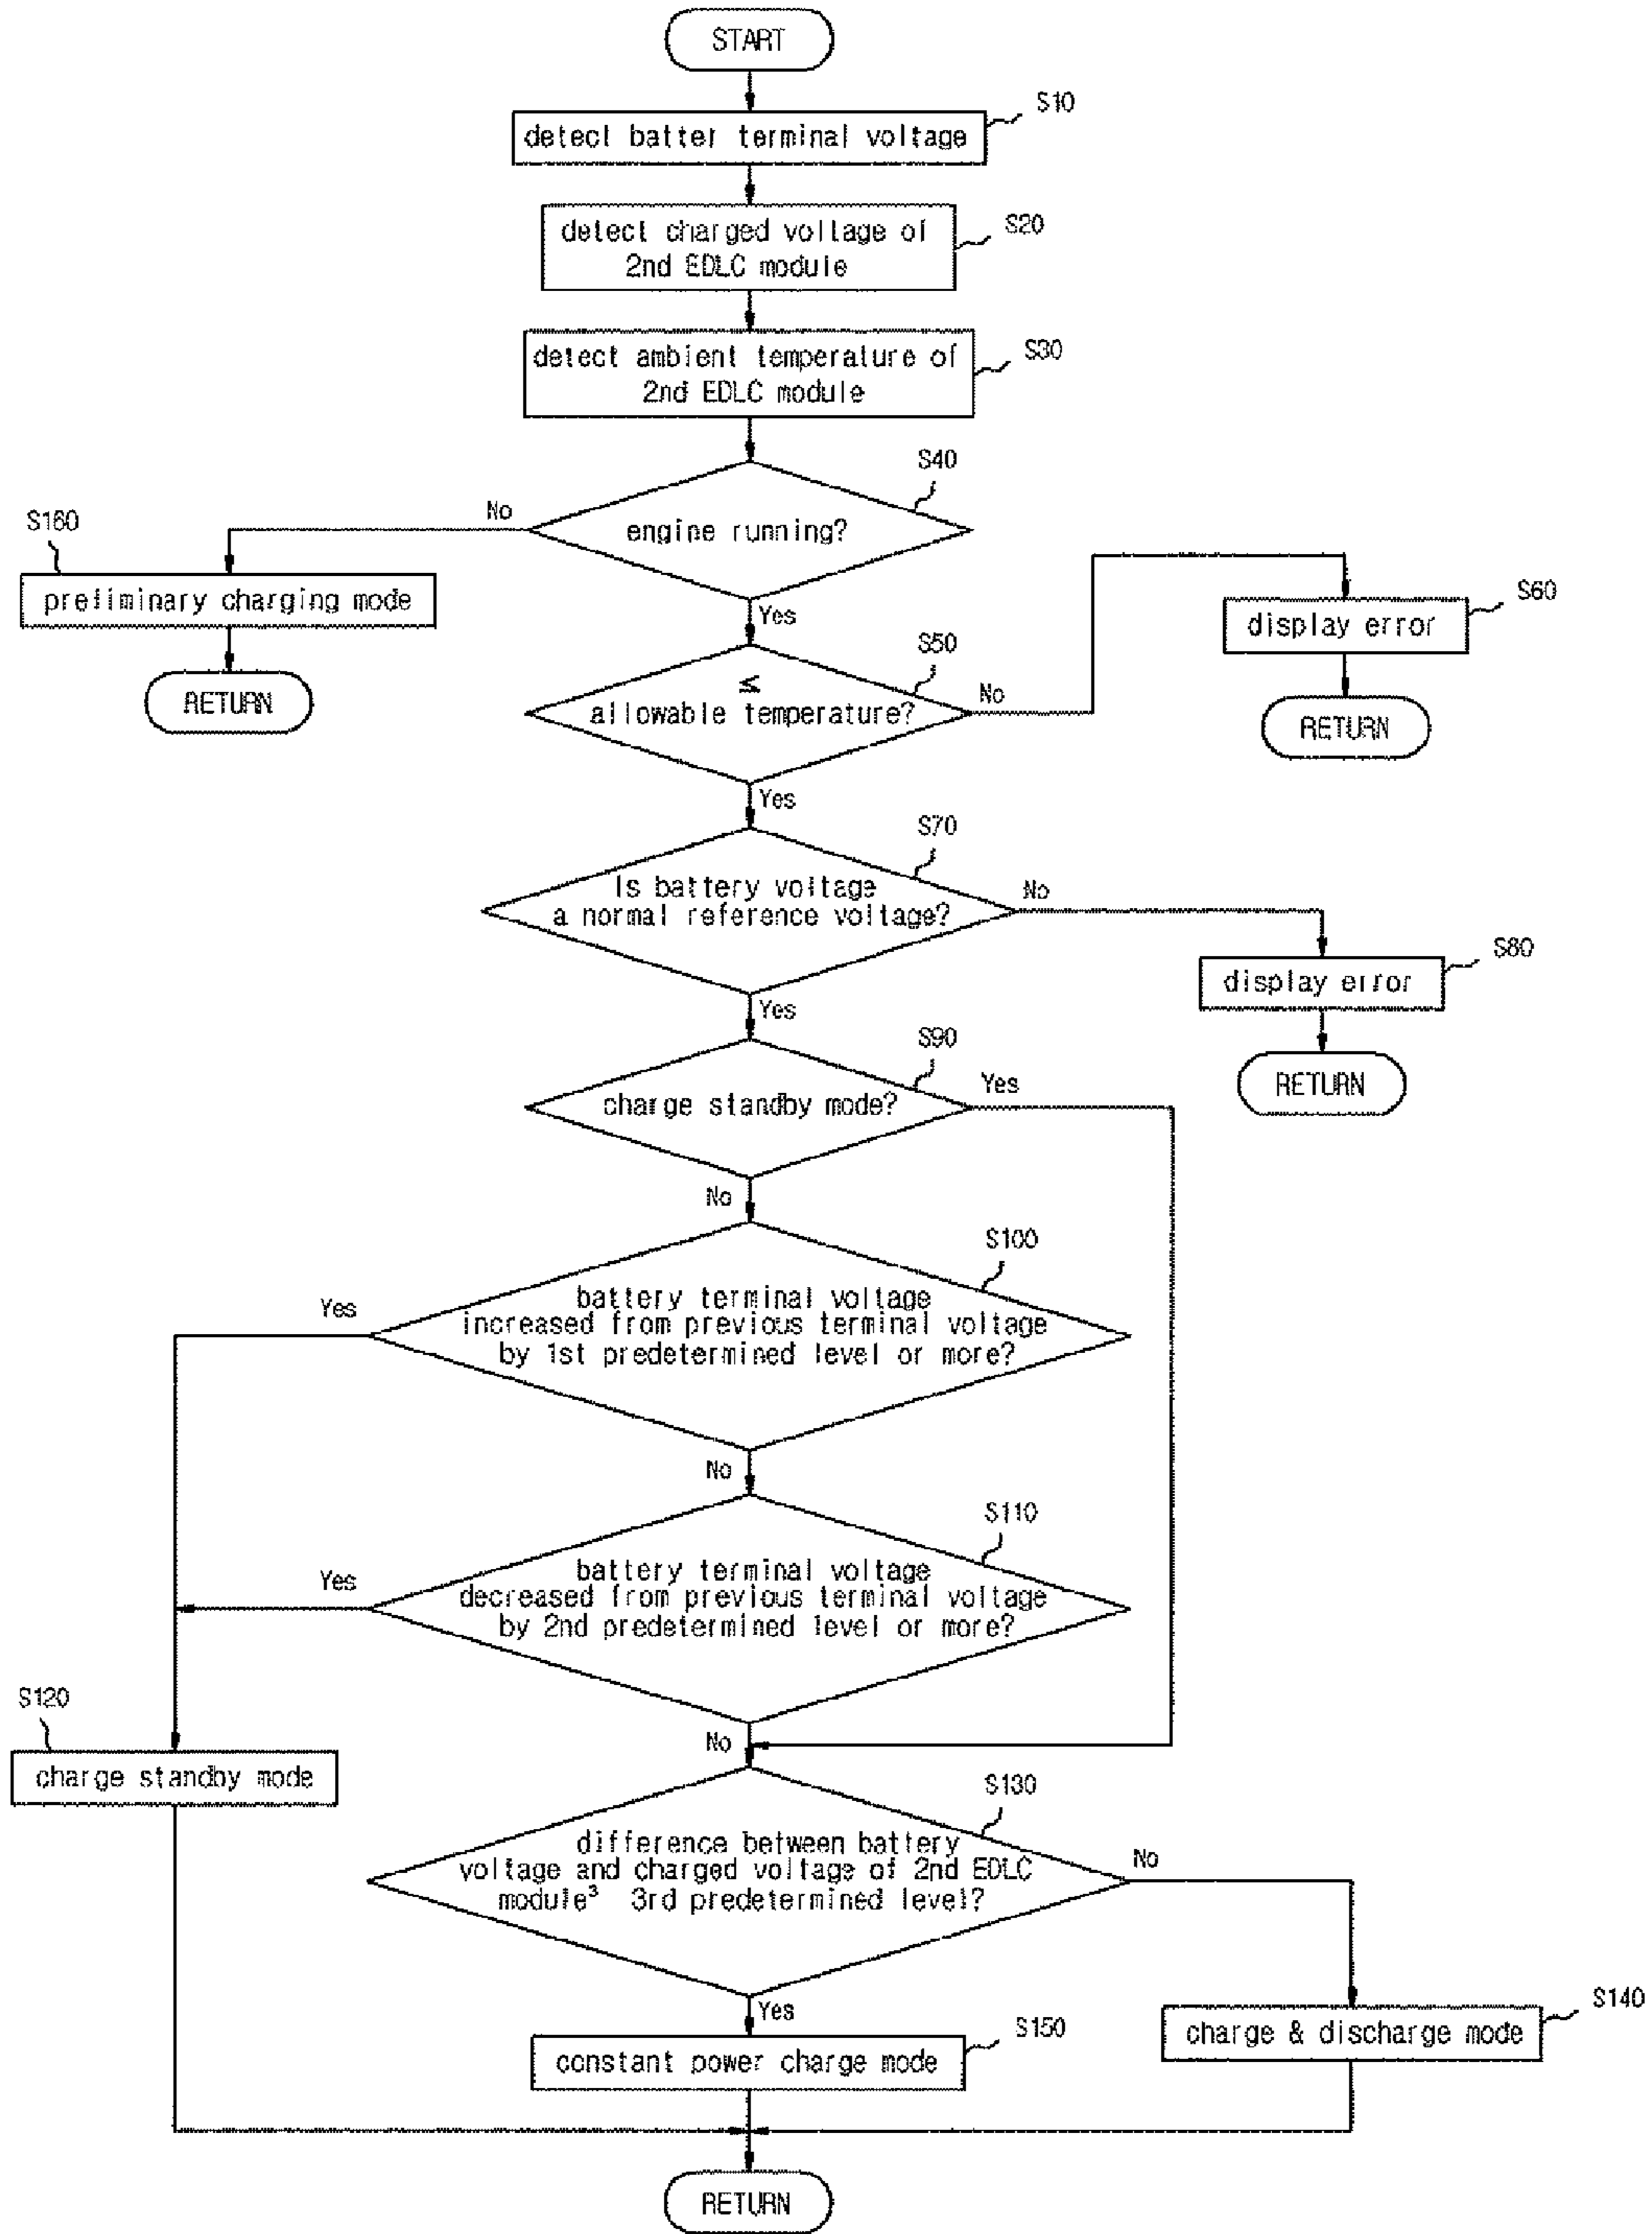 START
S10
detect batter terminal voltage
S20
detect charged voltage of
2nd EDLC module
S30
detect ambient temperature of
2nd EDLC module
S40
No
engine running?
S160
preliminary charging mode
RETURN
Yes
S50
≤
allowable temperature?
No
S60
display error
RETURN
Yes
S70
Is battery voltage
a normal reference voltage?
No
S80
display error
RETURN
Yes
S90
charge standby mode?
Yes
No
S100
battery terminal voltage
increased from previous terminal voltage
by 1st predetermined level or more?
Yes
No
S110
battery terminal voltage
decreased from previous terminal voltage
by 2nd predetermined level or more?
Yes
S120
charge standby mode
No
S130
difference between battery
voltage and charged voltage of 2nd EDLC
module³ 3rd predetermined level?
No
S140
charge & discharge mode
Yes
S150
constant power charge mode
RETURN